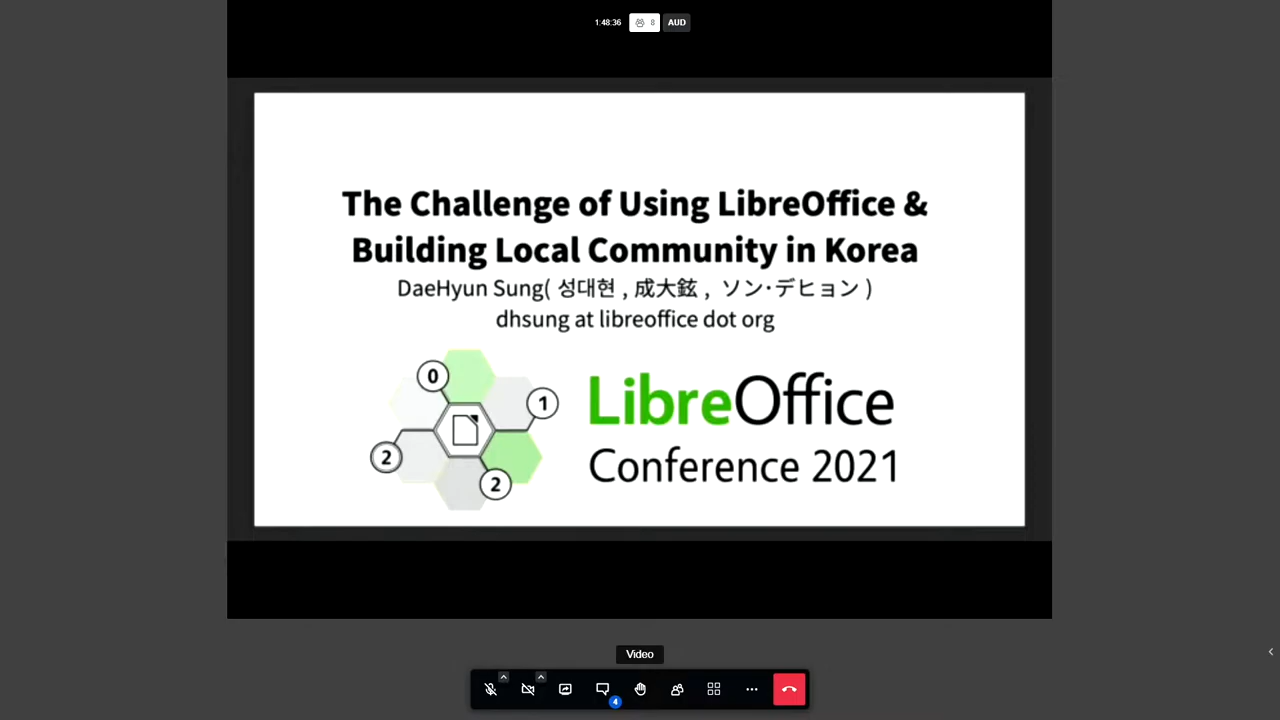 1:48:36 8 AUD
The Challenge of Using LibreOffice &
Building Local Community in Korea
DaeHyun Sung( 성대현 , 成大鉉 , ソン・デヒョン )
dhsung at libreoffice dot org
0
1
2
2
LibreOffice
Conference 2021
Video
4